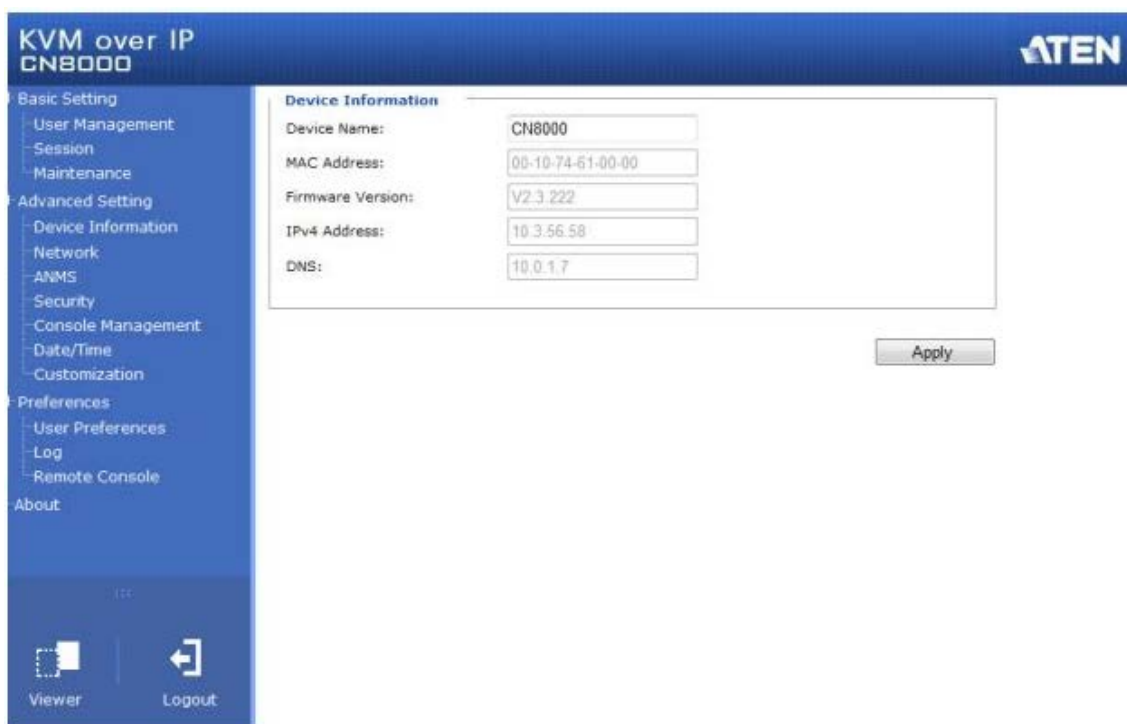 KVM over IP
CN8000
ATEN
Basic Setting
User Management
Session
Maintenance
Advanced Setting
Device Information
Network
ANMS
Security
Console Management
Date/Time
Customization
Preferences
User Preferences
Log
Remote Console
About
Viewer
Logout
Device Information
Device Name: CN8000
MAC Address: 00-10-74-61-00-00
Firmware Version: V2.3.222
IPv4 Address: 10.3.56.58
DNS: 10.0.1.7
Apply